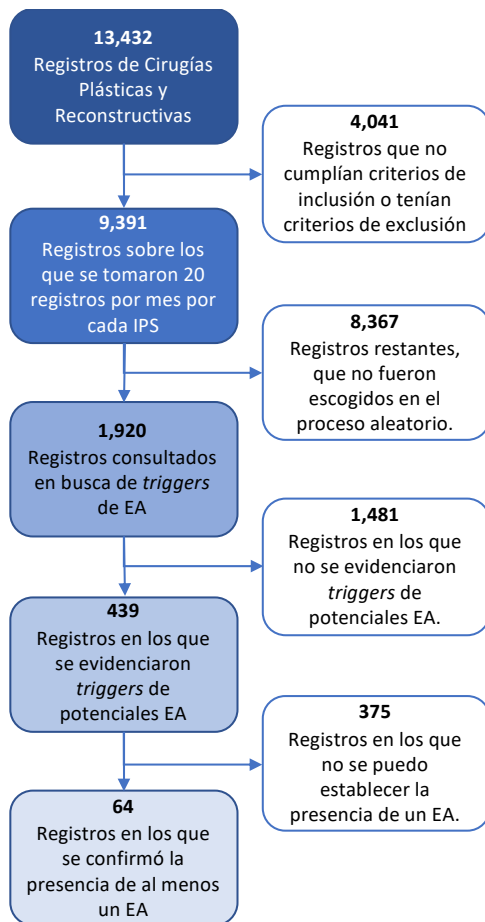 13,432
Registros de Cirugías
Plásticas y
Reconstructivas
4,041
Registros que no
cumplían criterios de
inclusión o tenían
criterios de exclusión
9,391
Registros sobre los
que se tomaron 20
registros por mes por
cada IPS
8,367
Registros restantes,
que no fueron
escogidos en el
proceso aleatorio.
1,920
Registros consultados
en busca de triggers
de EA
1,481
Registros en los que
no se evidenciaron
triggers de
potenciales EA.
439
Registros en los que
se evidenciaron
triggers de
potenciales EA
375
Registros en los que
no se puedo
establecer la
presencia de un EA.
64
Registros en los que
se confirmó la
presencia de al menos
un EA